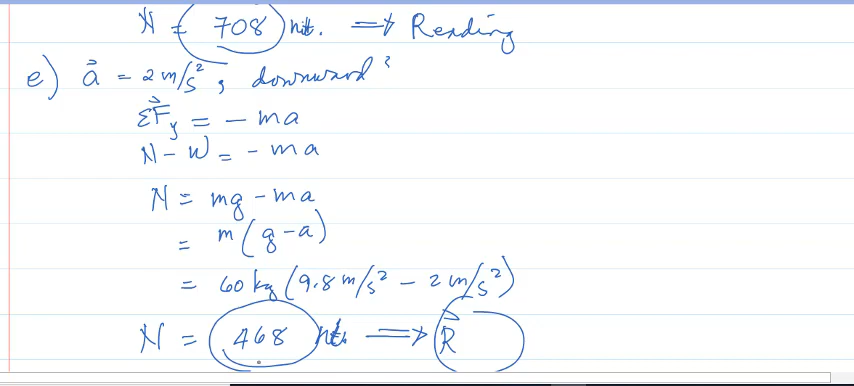 N = 708 nt. ⟹ Reading
e) a⃗ = 2 m/s², downward?
ΣF⃗y = - ma
N - W = - ma
N = mg - ma
= m(g-a)
= 60 kg (9.8 m/s² - 2 m/s²)
N = 468 nt. ⟹ R